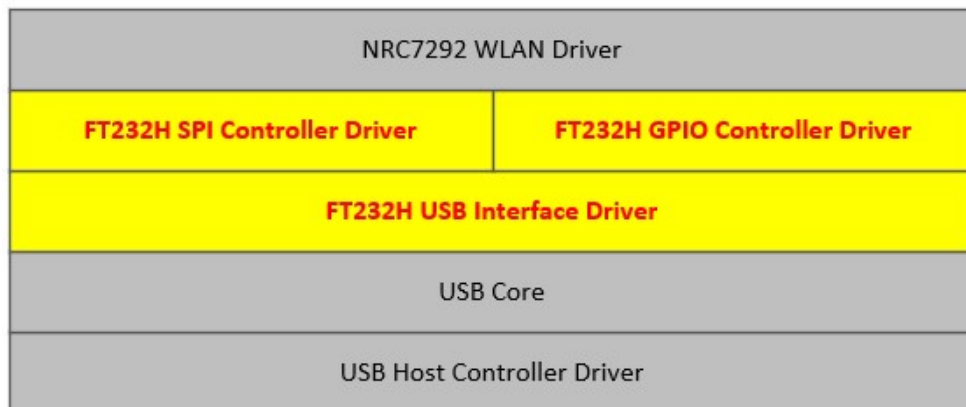 NRC7292 WLAN Driver
FT232H SPI Controller Driver
FT232H GPIO Controller Driver
FT232H USB Interface Driver
USB Core
USB Host Controller Driver